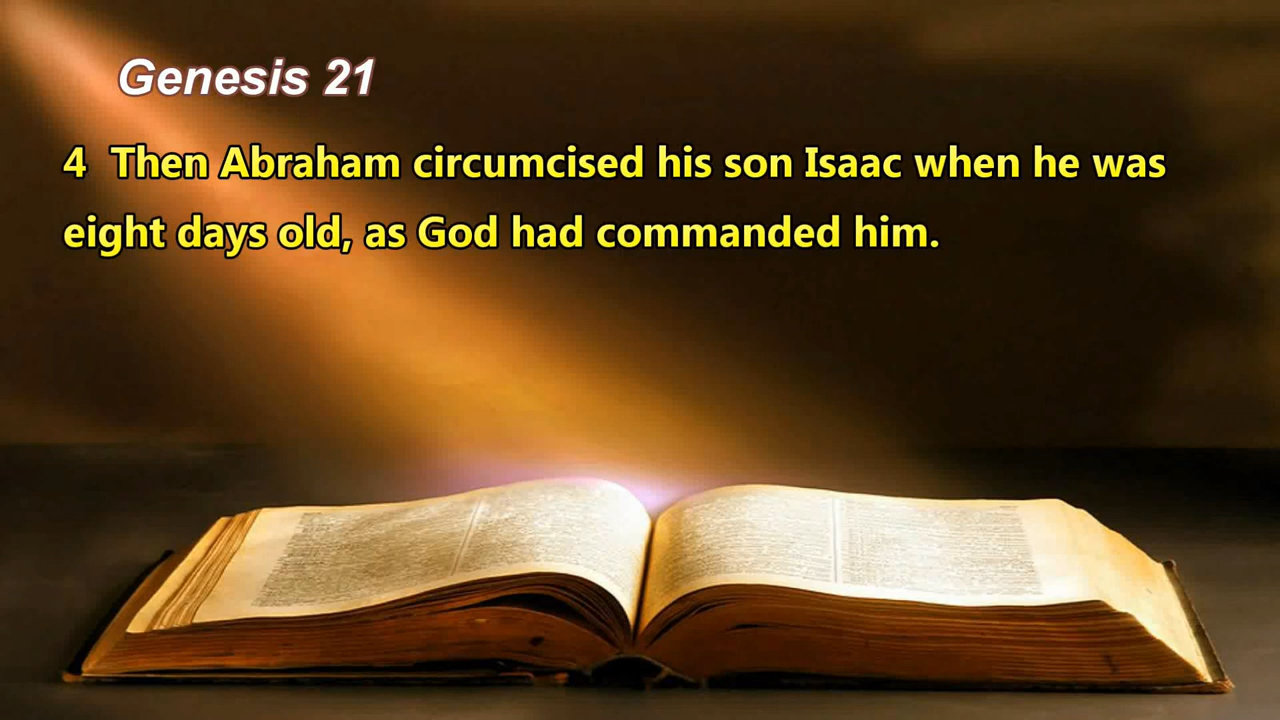 Genesis 21
4 Then Abraham circumcised his son Isaac when he was
eight days old, as God had commanded him.